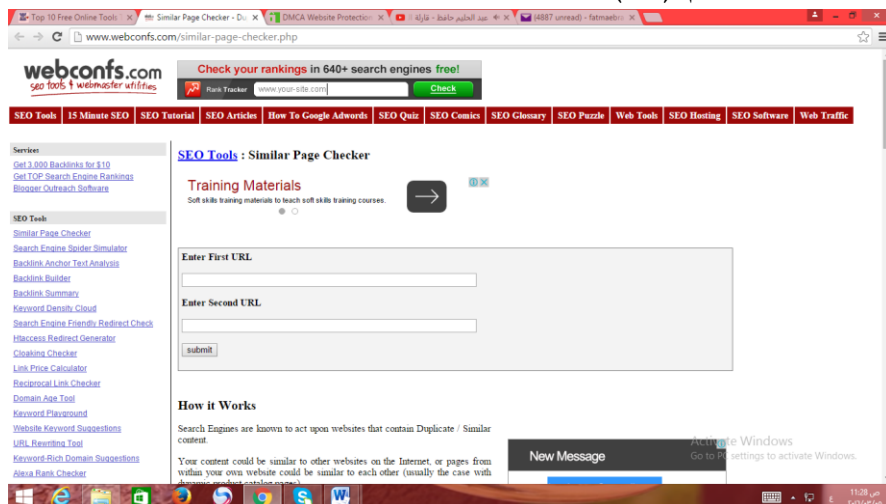 Top 10 Free Online Tools
Similar Page Checker - Du
DMCA Website Protection
عبد الحليم حافظ - قارئة ال
(4887 unread) - fatmaebra
www.webconfs.com/similar-page-checker.php
webconfs.com
seo tools & webmaster utilities
Check your rankings in 640+ search engines free!
Rank Tracker
www.your-site.com
Check
SEO Tools
15 Minute SEO
SEO Tutorial
SEO Articles
How To Google Adwords
SEO Quiz
SEO Comics
SEO Glossary
SEO Puzzle
Web Tools
SEO Hosting
SEO Software
Web Traffic
Services
Get 3,000 Backlinks for $10
Get TOP Search Engine Rankings
Blogger Outreach Software
SEO Tools
Similar Page Checker
Search Engine Spider Simulator
Backlink Anchor Text Analysis
Backlink Builder
Backlink Summary
Keyword Density Cloud
Search Engine Friendly Redirect Check
Htaccess Redirect Generator
Cloaking Checker
Link Price Calculator
Reciprocal Link Checker
Domain Age Tool
Keyword Playground
Website Keyword Suggestions
URL Rewriting Tool
Keyword-Rich Domain Suggestions
Alexa Rank Checker
SEO Tools : Similar Page Checker
Training Materials
Soft skills training materials to teach soft skills training courses.
Enter First URL
Enter Second URL
submit
How it Works
Search Engines are known to act upon websites that contain Duplicate / Similar
content.
Your content could be similar to other websites on the Internet, or pages from
within your own website could be similar to each other (usually the case with
dynamic product catalog pages)
New Message
Activate Windows
Go to PC settings to activate Windows.
11:28 ص